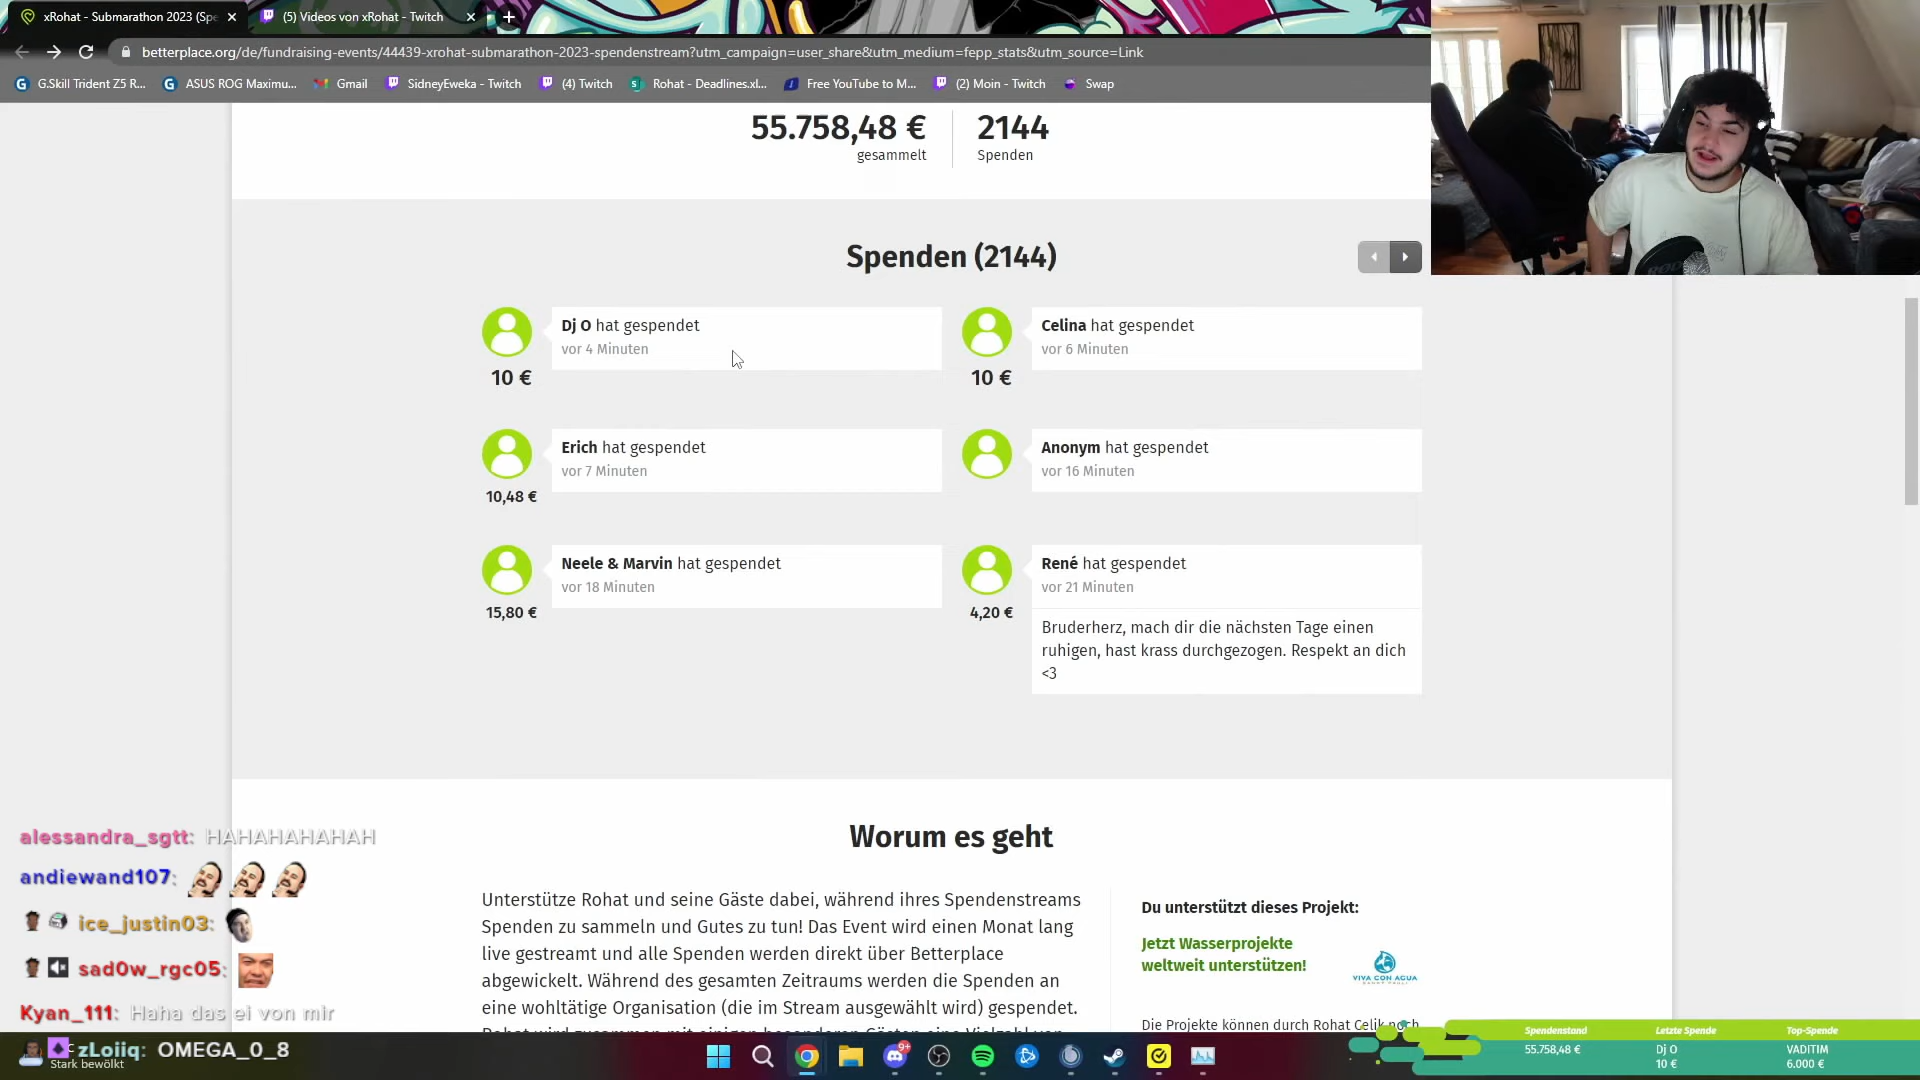 xRohat - Submarathon 2023 (Spe
(5) Videos von xRohat - Twitch
betterplace.org/de/fundraising-events/44439-xrohat-submarathon-2023-spendenstream?utm_campaign=user_share&utm_medium=fepp_stats&utm_source=Link
G.Skill Trident Z5 R...
ASUS ROG Maximu...
Gmail
SidneyEweka - Twitch
(4) Twitch
Rohat - Deadlines.xl...
Free YouTube to M...
(2) Moin - Twitch
Swap
55.758,48 €
gesammelt
2144
Spenden
Spenden (2144)
Dj O hat gespendet
vor 4 Minuten
10 €
Celina hat gespendet
vor 6 Minuten
10 €
Erich hat gespendet
vor 7 Minuten
10,48 €
Anonym hat gespendet
vor 16 Minuten
Neele & Marvin hat gespendet
vor 18 Minuten
15,80 €
René hat gespendet
vor 21 Minuten
4,20 €
Bruderherz, mach dir die nächsten Tage einen
ruhigen, hast krass durchgezogen. Respekt an dich
<3
Worum es geht
Unterstütze Rohat und seine Gäste dabei, während ihres Spendenstreams
Spenden zu sammeln und Gutes zu tun! Das Event wird einen Monat lang
live gestreamt und alle Spenden werden direkt über Betterplace
abgewickelt. Während des gesamten Zeitraums werden die Spenden an
eine wohltätige Organisation (die im Stream ausgewählt wird) gespendet.
Du unterstützt dieses Projekt:
Jetzt Wasserprojekte
weltweit unterstützen!
VIVA CON AGUA
Die Projekte können durch Rohat Celik noch
alessandra_sgtt: HAHAHAHAHAH
andiewand107:
ice_justin03:
sad0w_rgc05:
Kyan_111: Haha das ei von mir
zLoiiq: OMEGA_0_8
Stark bewölkt
9+
Spendenstand
55.758,48 €
Letzte Spende
Dj O
10 €
Top-Spende
VADITIM
6.000 €